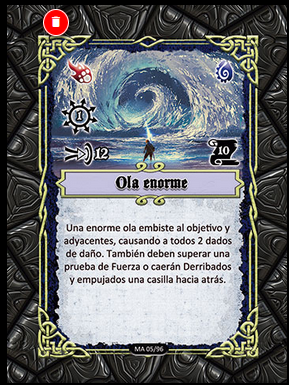 1
12
10
Ola enorme
Una enorme ola embiste al objetivo y
adyacentes, causando a todos 2 dados
de daño. También deben superar una
prueba de Fuerza o caerán Derribados
y empujados una casilla hacia atrás.
MA 05/96